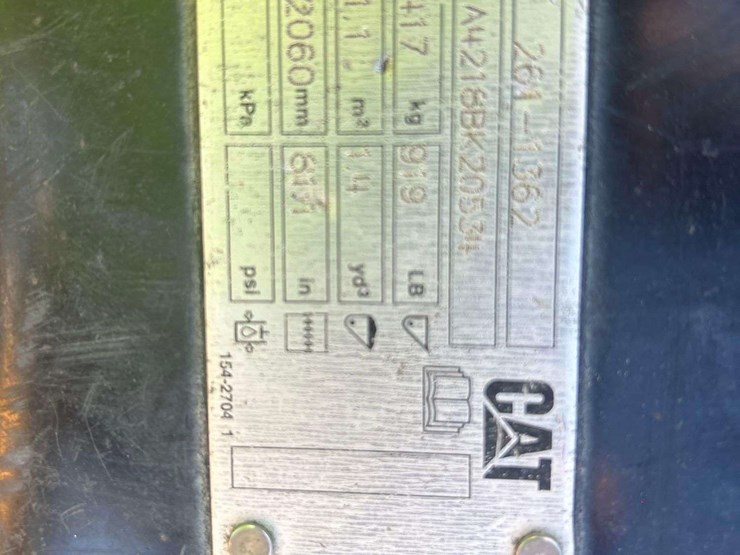 CAT
261-1362
A4218BK20534
417 kg 919 LB
1.1 m³ 1.4 yd³
2060 mm 81.1 in
kPa psi
154-2704 1